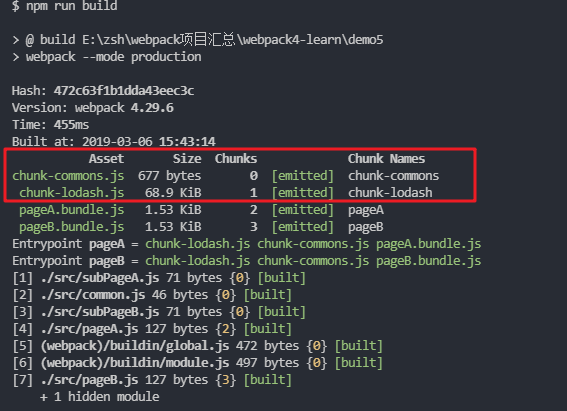 $ npm run build
> @ build E:\zsh\webpack项目汇总\webpack4-learn\demo5
> webpack --mode production
Hash: 472c63f1b1dda43eec3c
Version: webpack 4.29.6
Time: 455ms
Built at: 2019-03-06 15:43:14
Asset Size Chunks Chunk Names
chunk-commons.js 677 bytes 0 [emitted] chunk-commons
chunk-lodash.js 68.9 KiB 1 [emitted] chunk-lodash
pageA.bundle.js 1.53 KiB 2 [emitted] pageA
pageB.bundle.js 1.53 KiB 3 [emitted] pageB
Entrypoint pageA = chunk-lodash.js chunk-commons.js pageA.bundle.js
Entrypoint pageB = chunk-lodash.js chunk-commons.js pageB.bundle.js
[1] ./src/subPageA.js 71 bytes {0} [built]
[2] ./src/common.js 46 bytes {0} [built]
[3] ./src/subPageB.js 71 bytes {0} [built]
[4] ./src/pageA.js 127 bytes {2} [built]
[5] (webpack)/buildin/global.js 472 bytes {0} [built]
[6] (webpack)/buildin/module.js 497 bytes {0} [built]
[7] ./src/pageB.js 127 bytes {3} [built]
+ 1 hidden module